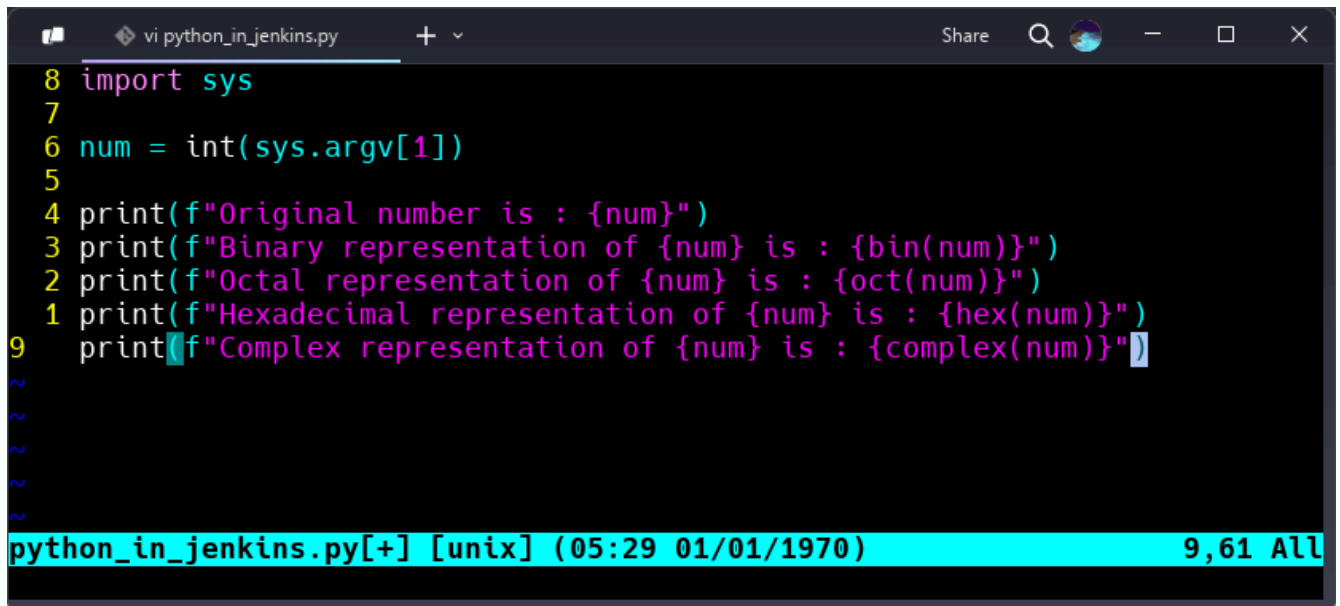 vi python_in_jenkins.py + Share
8 import sys
7
6 num = int(sys.argv[1])
5
4 print(f"Original number is : {num}")
3 print(f"Binary representation of {num} is : {bin(num)}")
2 print(f"Octal representation of {num} is : {oct(num)}")
1 print(f"Hexadecimal representation of {num} is : {hex(num)}")
9 print(f"Complex representation of {num} is : {complex(num)}")
~
~
~
~
~
python_in_jenkins.py[+] [unix] (05:29 01/01/1970) 9,61 All